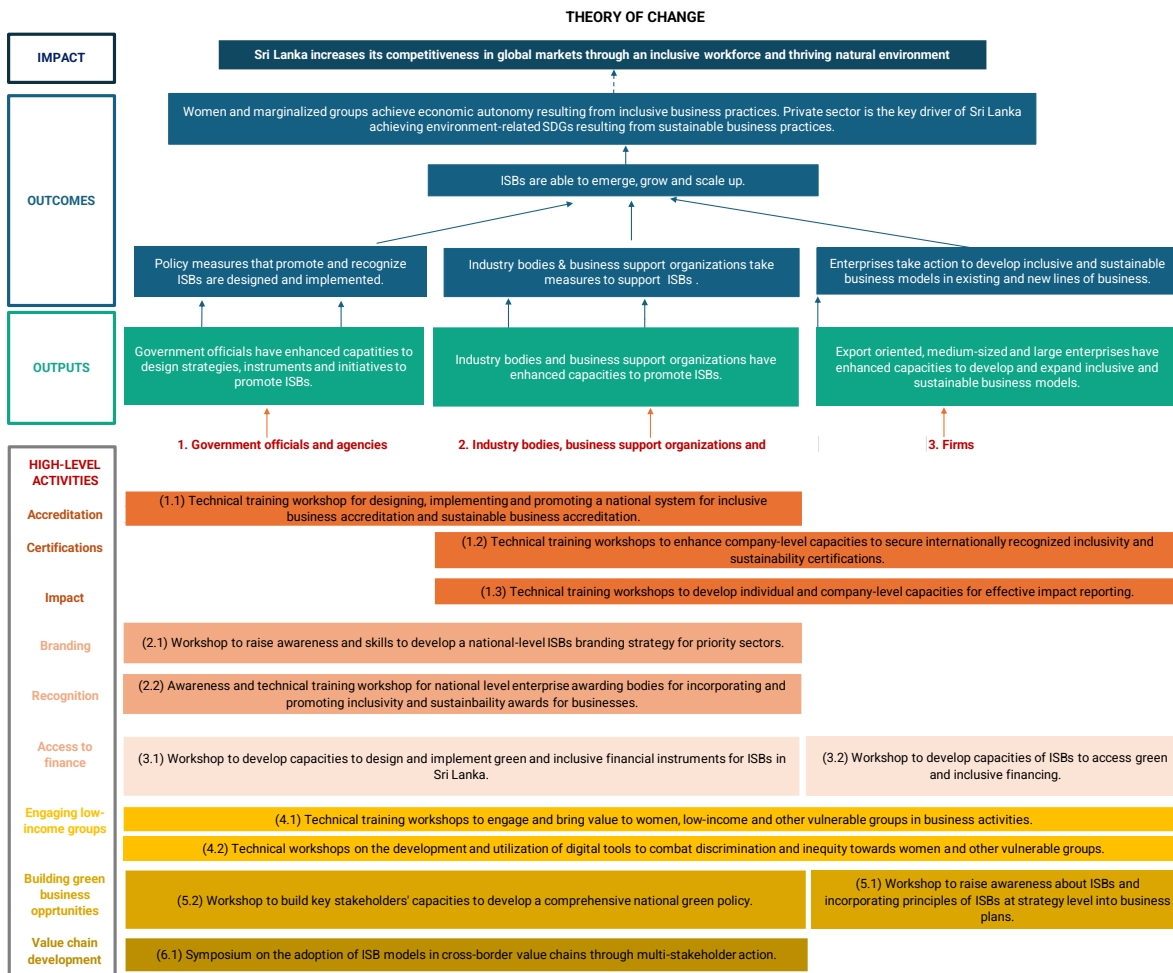 THEORY OF CHANGE
IMPACT
Sri Lanka increases its competitiveness in global markets through an inclusive workforce and thriving natural environment
OUTCOMES
Women and marginalized groups achieve economic autonomy resulting from inclusive business practices. Private sector is the key driver of Sri Lanka
achieving environment-related SDGs resulting from sustainable business practices.
ISBs are able to emerge, grow and scale up.
Policy measures that promote and recognize
ISBs are designed and implemented.
Industry bodies & business support organizations take
measures to support ISBs .
Enterprises take action to develop inclusive and sustainable
business models in existing and new lines of business.
OUTPUTS
Government officials have enhanced capatities to
design strategies, instruments and initiatives to
promote ISBs.
Industry bodies and business support organizations have
enhanced capacities to promote ISBs.
Export oriented, medium-sized and large enterprises have
enhanced capacities to develop and expand inclusive and
sustainable business models.
1. Government officials and agencies
2. Industry bodies, business support organizations and
3. Firms
HIGH-LEVEL
ACTIVITIES
Accreditation
(1.1) Technical training workshop for designing, implementing and promoting a national system for inclusive
business accreditation and sustainable business accreditation.
Certifications
(1.2) Technical training workshops to enhance company-level capacities to secure internationally recognized inclusivity and
sustainability certifications.
Impact
(1.3) Technical training workshops to develop individual and company-level capacities for effective impact reporting.
Branding
(2.1) Workshop to raise awareness and skills to develop a national-level ISBs branding strategy for priority sectors.
Recognition
(2.2) Awareness and technical training workshop for national level enterprise awarding bodies for incorporating and
promoting inclusivity and sustainbaility awards for businesses.
Access to
finance
(3.1) Workshop to develop capacities to design and implement green and inclusive financial instruments for ISBs in
Sri Lanka.
(3.2) Workshop to develop capacities of ISBs to access green
and inclusive financing.
Engaging low-
income groups
(4.1) Technical training workshops to engage and bring value to women, low-income and other vulnerable groups in business activities.
(4.2) Technical workshops on the development and utilization of digital tools to combat discrimination and inequity towards women and other vulnerable groups.
Building green
business
opprtunities
(5.2) Workshop to build key stakeholders' capacities to develop a comprehensive national green policy.
(5.1) Workshop to raise awareness about ISBs and
incorporating principles of ISBs at strategy level into business
plans.
Value chain
development
(6.1) Symposium on the adoption of ISB models in cross-border value chains through multi-stakeholder action.